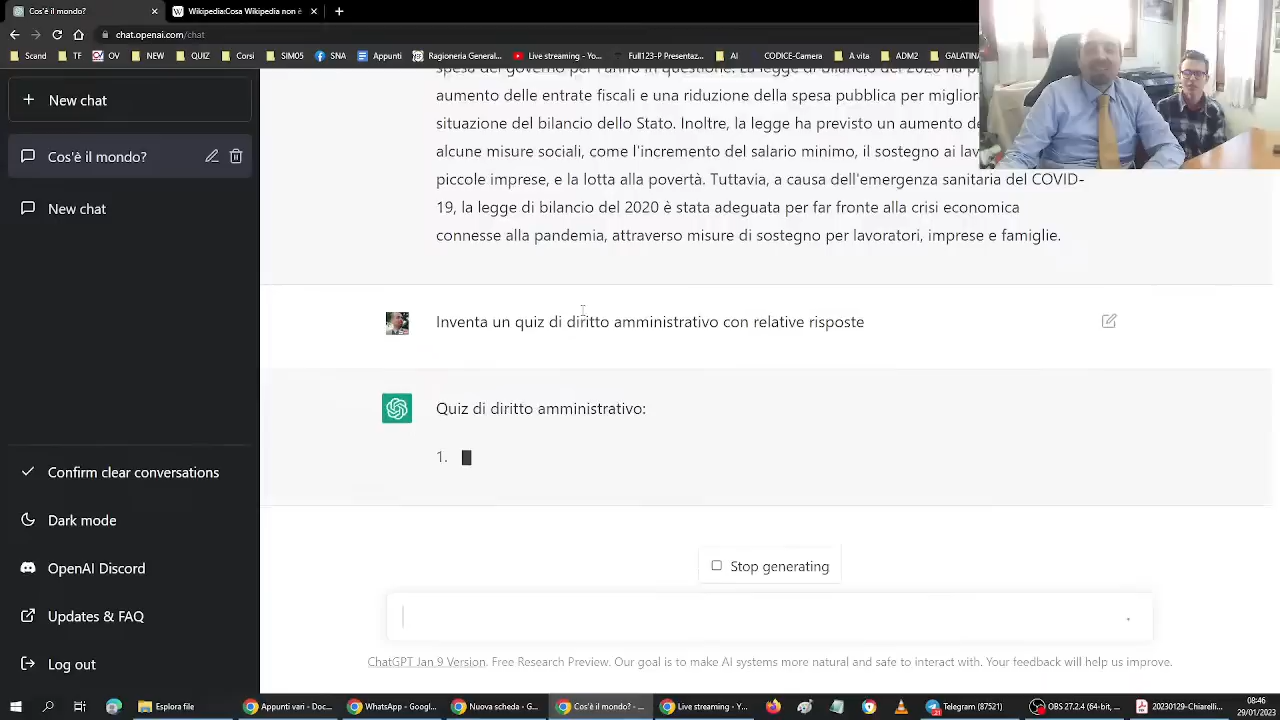 Cos'è il mondo?
Wikipedia:Cosa Wikipedia non è
chat.openai.com/chat
Ssand TF OV NEW QUIZ Corsi SIMO5 SNA Appunti Ragioneria General... Live streaming - Yo... Full123-P Presentaz... AI CODICE-Camera A vita ADM2 GALATINA
New chat
Cos'è il mondo?
New chat
aumento delle entrate fiscali e una riduzione della spesa pubblica per miglior
situazione del bilancio dello Stato. Inoltre, la legge ha previsto un aumento de
alcune misure sociali, come l'incremento del salario minimo, il sostegno ai lav
piccole imprese, e la lotta alla povertà. Tuttavia, a causa dell'emergenza sanitaria del COVID-
19, la legge di bilancio del 2020 è stata adeguata per far fronte alla crisi economica
connesse alla pandemia, attraverso misure di sostegno per lavoratori, imprese e famiglie.
Inventa un quiz di diritto amministrativo con relative risposte
Quiz di diritto amministrativo:
1.
Stop generating
ChatGPT Jan 9 Version. Free Research Preview. Our goal is to make AI systems more natural and safe to interact with. Your feedback will help us improve.
Confirm clear conversations
Dark mode
OpenAI Discord
Updates & FAQ
Log out
Esplora file
Appunti vari - Doc...
WhatsApp - Googl...
Nuova scheda - G...
Cos'è il mondo? - ...
Live streaming - Yo...
Telegram (87521)
OBS 27.2.4 (64-bit, ...
20230129-Chiarelli...
08:46
29/01/2023